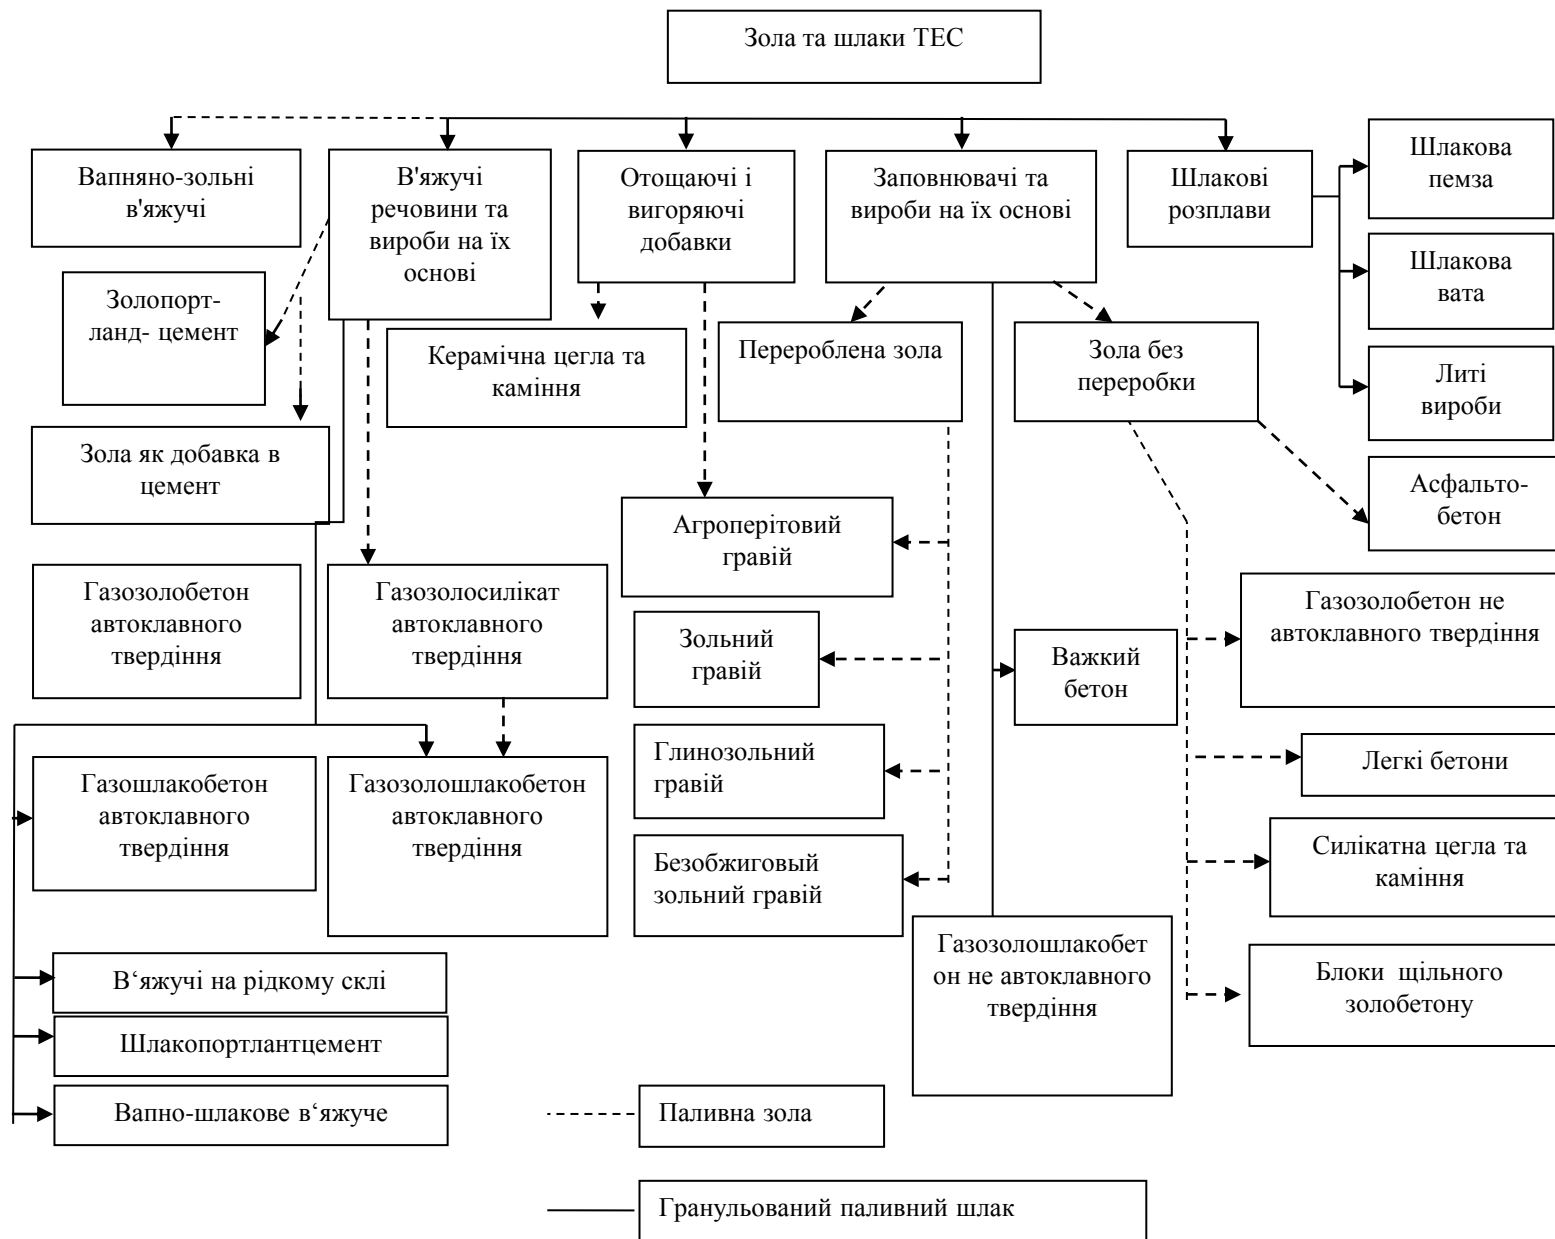 Зола та шлаки ТЕС
Вапняно-зольні
в'яжучі
В'яжучі
речовини та
вироби на їх
основі
Отощаючі і
вигоряючі
добавки
Заповнювачі та
вироби на їх основі
Шлакові
розплави
Шлакова
пемза
Шлакова
вата
Литі
вироби
Золопорт-
ланд- цемент
Керамічна цегла та
каміння
Перероблена зола
Зола без
переробки
Зола як добавка в
цемент
Асфальто-
бетон
Агроперітовий
гравій
Газозолобетон
автоклавного
твердіння
Газозолосилікат
автоклавного
твердіння
Зольний
гравій
Важкий
бетон
Газозолобетон не
автоклавного твердіння
Глинозольний
гравій
Легкі бетони
Газошлакобетон
автоклавного
твердіння
Газозолошлакобетон
автоклавного
твердіння
Безобжиговый
зольний гравій
Силікатна цегла та
каміння
Газозолошлакобет
он не автоклавного
твердіння
Блоки щільного
золобетону
В‘яжучі на рідкому склі
Шлакопортлантцемент
Вапно-шлакове в‘яжуче
Паливна зола
Гранульований паливний шлак